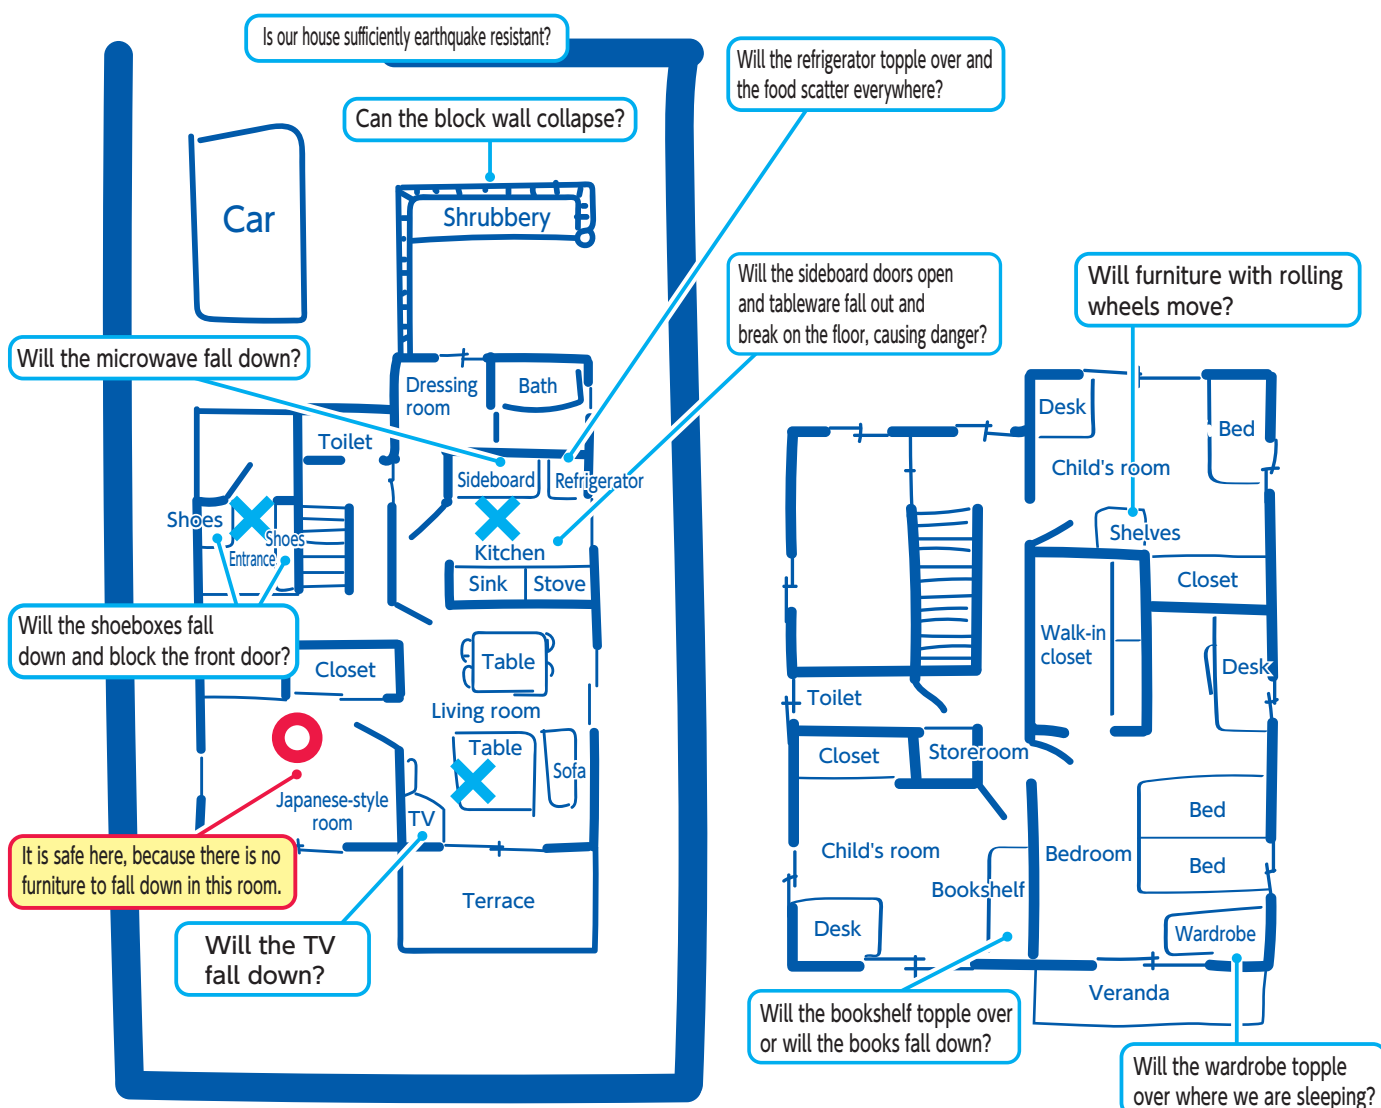 Is our house sufficiently earthquake resistant?
Will the refrigerator topple over and
the food scatter everywhere?
Can the block wall collapse?
Car
Shrubbery
Will the sideboard doors open
and tableware fall out and
break on the floor, causing danger?
Will furniture with rolling
wheels move?
Will the microwave fall down?
Dressing
room
Bath
Toilet
Sideboard
Refrigerator
Shoes
Shoes
Entrance
Kitchen
Sink
Stove
Will the shoeboxes fall
down and block the front door?
Closet
Table
Living room
Table
Sofa
Japanese-style
room
TV
It is safe here, because there is no
furniture to fall down in this room.
Terrace
Will the TV
fall down?
Desk
Bed
Child's room
Shelves
Closet
Walk-in
closet
Desk
Toilet
Closet
Storeroom
Bed
Child's room
Bedroom
Bed
Bookshelf
Desk
Wardrobe
Veranda
Will the bookshelf topple over
or will the books fall down?
Will the wardrobe topple
over where we are sleeping?